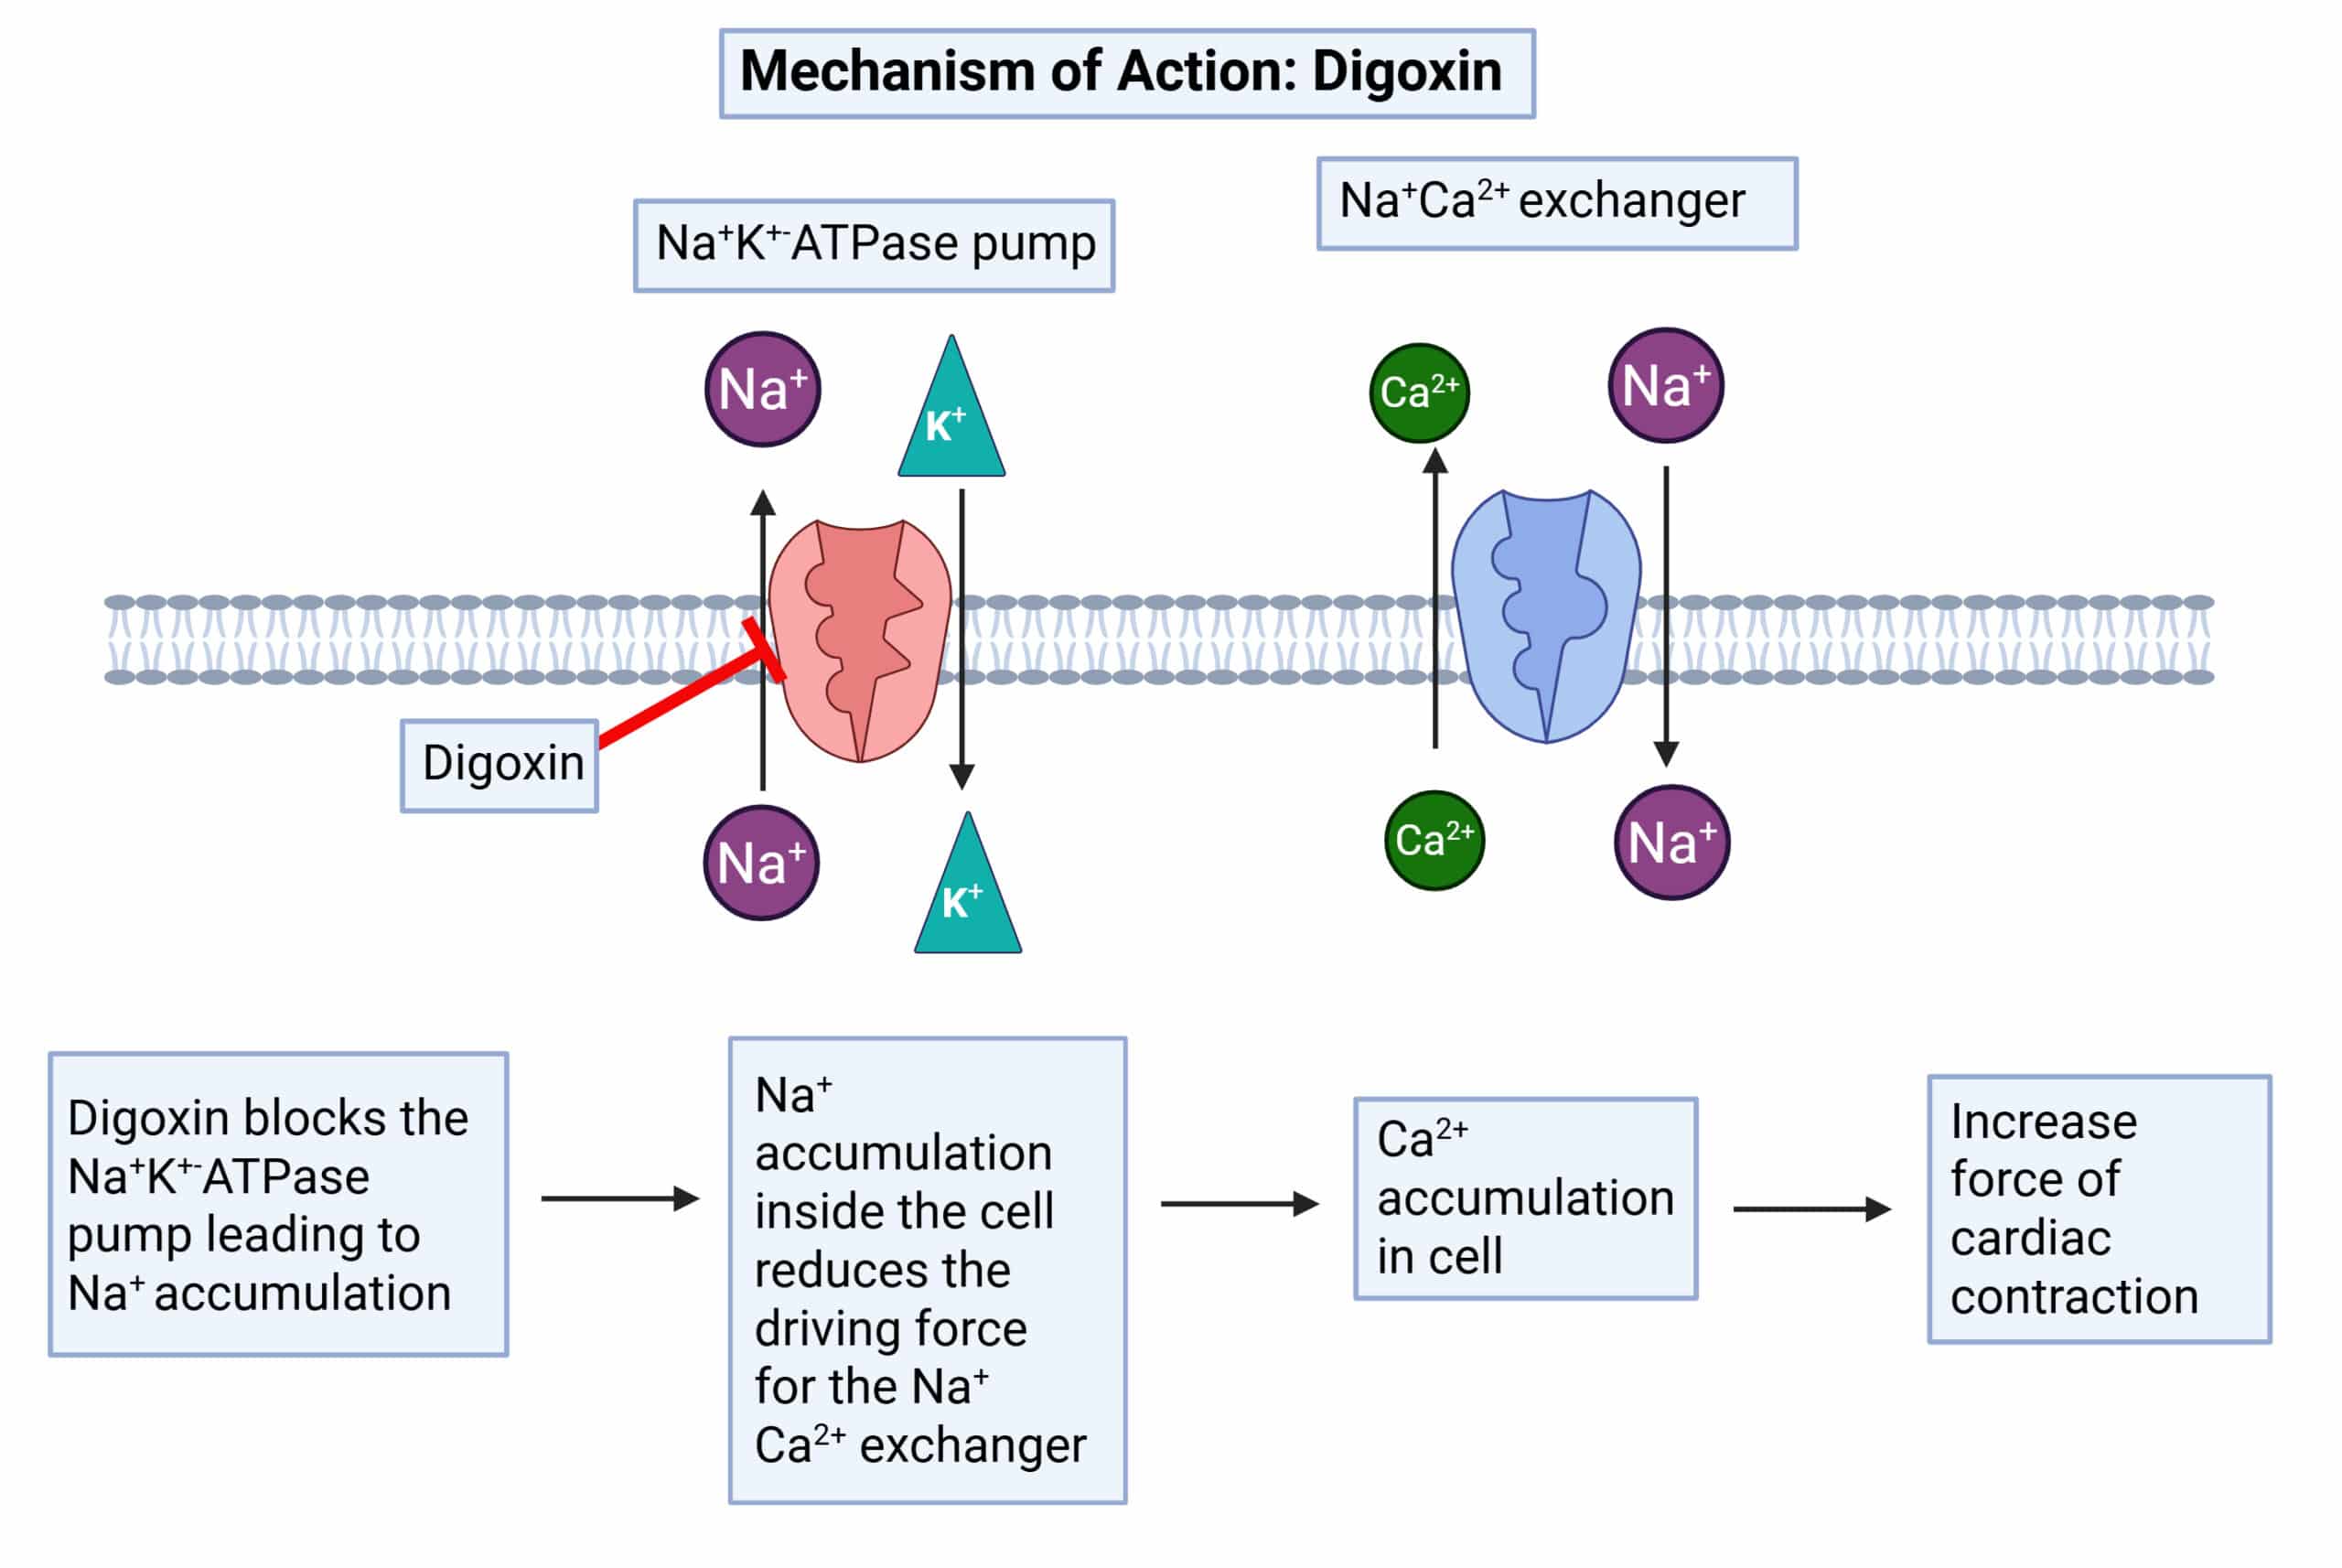 Mechanism of Action: Digoxin
Na⁺K⁺⁻ATPase pump
Na⁺Ca²⁺ exchanger
Na⁺
K⁺
Ca²⁺
Na⁺
Digoxin
Na⁺
K⁺
Ca²⁺
Na⁺
Digoxin blocks the
Na⁺K⁺⁻ATPase
pump leading to
Na⁺ accumulation
Na⁺
accumulation
inside the cell
reduces the
driving force
for the Na⁺
Ca²⁺ exchanger
Ca²⁺
accumulation
in cell
Increase
force of
cardiac
contraction